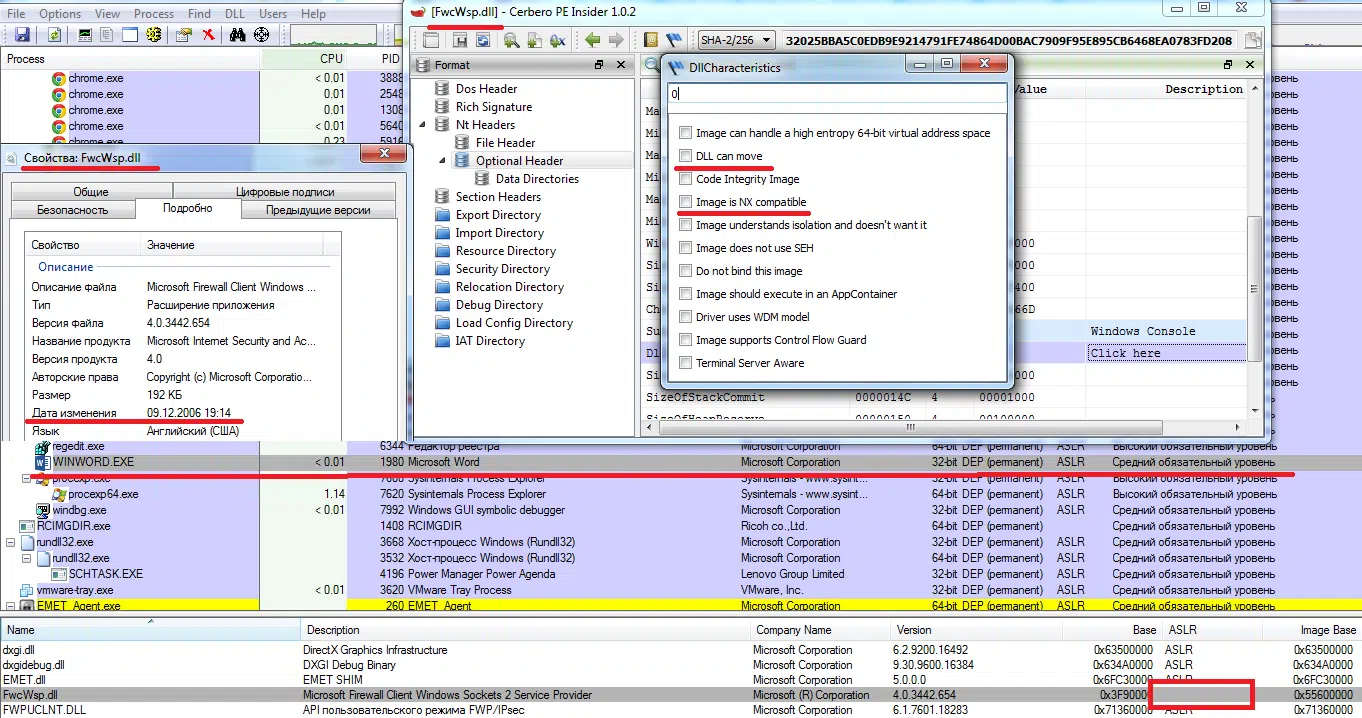 File Options View Process Find DLL Users Help
[FwcWsp.dll] - Cerbero PE Insider 1.0.2
SHA-2/256 32025BBA5C0EDB9E9214791FE74864D00BAC7909F95E895CB6468EA0783FD208
Process CPU PID
chrome.exe < 0.01 3888
chrome.exe 0.01 2548
chrome.exe 0.01 1308
chrome.exe < 0.01 5640
chrome.exe 0.23 5916
Свойства: FwcWsp.dll
Общие Цифровые подписи
Безопасность Подробно Предыдущие версии
Свойство Значение
Описание
Описание файла Microsoft Firewall Client Windows ...
Тип Расширение приложения
Версия файла 4.0.3442.654
Название продукта Microsoft Internet Security and Ac...
Версия продукта 4.0
Авторские права Copyright (c) Microsoft Corporatio...
Размер 192 КБ
Дата изменения 09.12.2006 19:14
Язык Английский (США)
Format
Dos Header
Rich Signature
Nt Headers
File Header
Optional Header
Data Directories
Section Headers
Export Directory
Import Directory
Resource Directory
Security Directory
Relocation Directory
Debug Directory
Load Config Directory
IAT Directory
Description
Windows Console
Click here
SizeOfStackCommit 0000014C 4 00001000
SizeOfHeapReserve 00000150 4 00100000
DllCharacteristics
0
Image can handle a high entropy 64-bit virtual address space
DLL can move
Code Integrity Image
Image is NX compatible
Image understands isolation and doesn't want it
Image does not use SEH
Do not bind this image
Image should execute in an AppContainer
Driver uses WDM model
Image supports Control Flow Guard
Terminal Server Aware
regedit.exe 6344 Редактор реестра Microsoft Corporation 64-bit DEP (permanent) ASLR Высокий обязательный уровень
WINWORD.EXE < 0.01 1980 Microsoft Word Microsoft Corporation 32-bit DEP (permanent) ASLR Средний обязательный уровень
procexp.exe 7668 Sysinternals Process Explorer Sysinternals - www.sysint... 32-bit DEP (permanent) ASLR Высокий обязательный уровень
procexp64.exe 1.14 7620 Sysinternals Process Explorer Sysinternals - www.sysint... 64-bit DEP (permanent) ASLR Высокий обязательный уровень
windbg.exe < 0.01 7992 Windows GUI symbolic debugger Microsoft Corporation 64-bit DEP (permanent) ASLR Высокий обязательный уровень
RCIMGDIR.exe 1408 RCIMGDIR Ricoh co.,Ltd. 64-bit DEP (permanent) Средний обязательный уровень
rundll32.exe 3668 Хост-процесс Windows (Rundll32) Microsoft Corporation 32-bit DEP (permanent) ASLR Средний обязательный уровень
rundll32.exe 3532 Хост-процесс Windows (Rundll32) Microsoft Corporation 64-bit DEP (permanent) ASLR Средний обязательный уровень
SCHTASK.EXE 4196 Power Manager Power Agenda Lenovo Group Limited 32-bit DEP (permanent) ASLR Средний обязательный уровень
vmware-tray.exe < 0.01 3620 VMware Tray Process VMware, Inc. 32-bit DEP (permanent) ASLR Средний обязательный уровень
EMET_Agent.exe 260 EMET_Agent Microsoft Corporation 64-bit DEP (permanent) ASLR Средний обязательный уровень
Name Description Company Name Version Base ASLR Image Base
dxgi.dll DirectX Graphics Infrastructure Microsoft Corporation 6.2.9200.16492 0x63500000 ASLR 0x63500000
dxgidebug.dll DXGI Debug Binary Microsoft Corporation 9.30.9600.16384 0x634A0000 ASLR 0x634A0000
EMET.dll EMET SHIM Microsoft Corporation 5.0.0.0 0x6FC30000 ASLR 0x6FC30000
FwcWsp.dll Microsoft Firewall Client Windows Sockets 2 Service Provider Microsoft (R) Corporation 4.0.3442.654 0x3F90000 0x55600000
FWPUCLNT.DLL API пользовательского режима FWP/IPsec Microsoft Corporation 6.1.7601.18283 0x71360000 ASLR 0x71360000